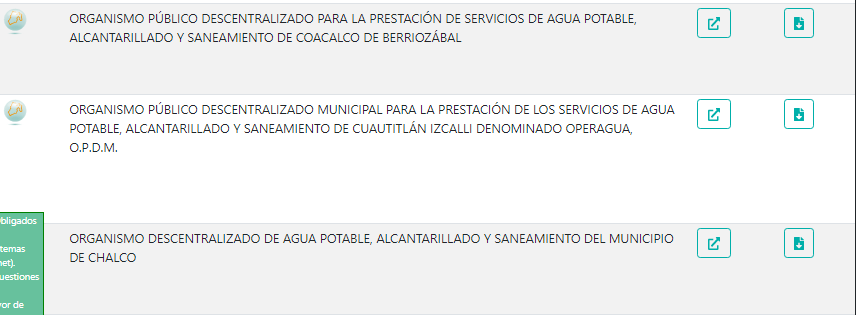 ORGANISMO PÚBLICO DESCENTRALIZADO PARA LA PRESTACIÓN DE SERVICIOS DE AGUA POTABLE,
ALCANTARILLADO Y SANEAMIENTO DE COACALCO DE BERRIOZÁBAL
ORGANISMO PÚBLICO DESCENTRALIZADO MUNICIPAL PARA LA PRESTACIÓN DE LOS SERVICIOS DE AGUA
POTABLE, ALCANTARILLADO Y SANEAMIENTO DE CUAUTITLÁN IZCALLI DENOMINADO OPERAGUA,
O.P.D.M.
bligados
temas
net).
uestiones
yor de
ORGANISMO DESCENTRALIZADO DE AGUA POTABLE, ALCANTARILLADO Y SANEAMIENTO DEL MUNICIPIO
DE CHALCO